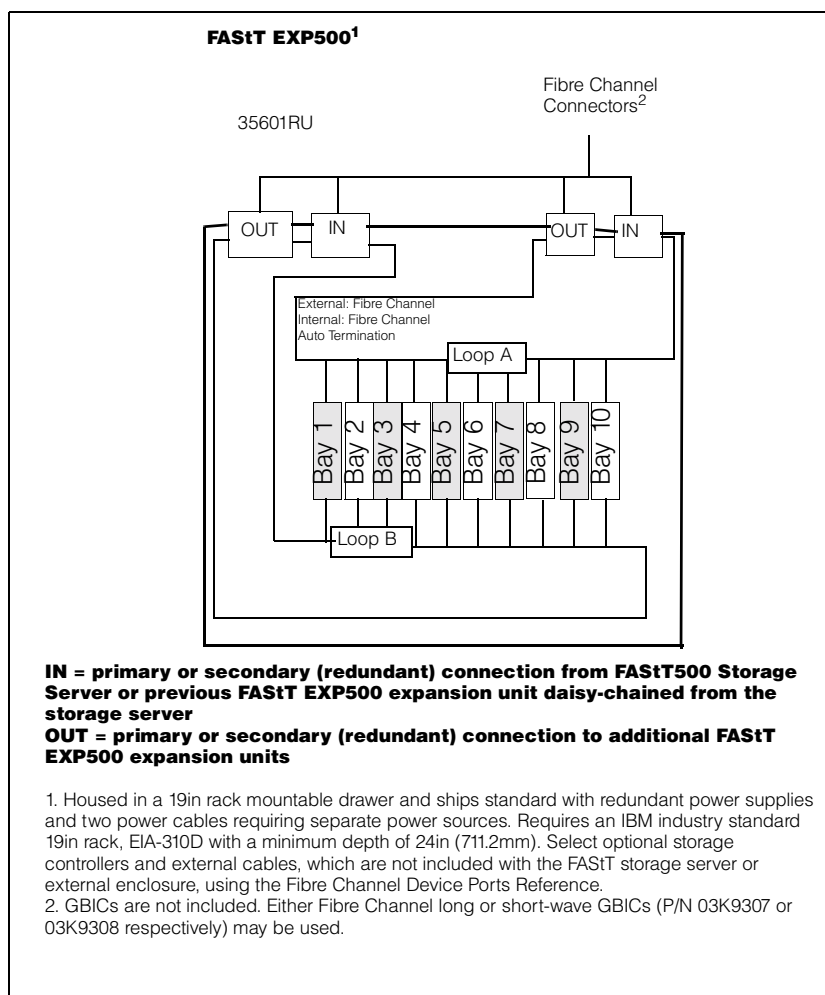 FAStT EXP500¹
Fibre Channel
Connectors²
35601RU
OUT
IN
OUT
IN
External: Fibre Channel
Internal: Fibre Channel
Auto Termination
Loop A
Bay 1
Bay 2
Bay 3
Bay 4
Bay 5
Bay 6
Bay 7
Bay 8
Bay 9
Bay 10
Loop B
IN = primary or secondary (redundant) connection from FAStT500 Storage
Server or previous FAStT EXP500 expansion unit daisy-chained from the
storage server
OUT = primary or secondary (redundant) connection to additional FAStT
EXP500 expansion units
1. Housed in a 19in rack mountable drawer and ships standard with redundant power supplies
and two power cables requiring separate power sources. Requires an IBM industry standard
19in rack, EIA-310D with a minimum depth of 24in (711.2mm). Select optional storage
controllers and external cables, which are not included with the FAStT storage server or
external enclosure, using the Fibre Channel Device Ports Reference.
2. GBICs are not included. Either Fibre Channel long or short-wave GBICs (P/N 03K9307 or
03K9308 respectively) may be used.